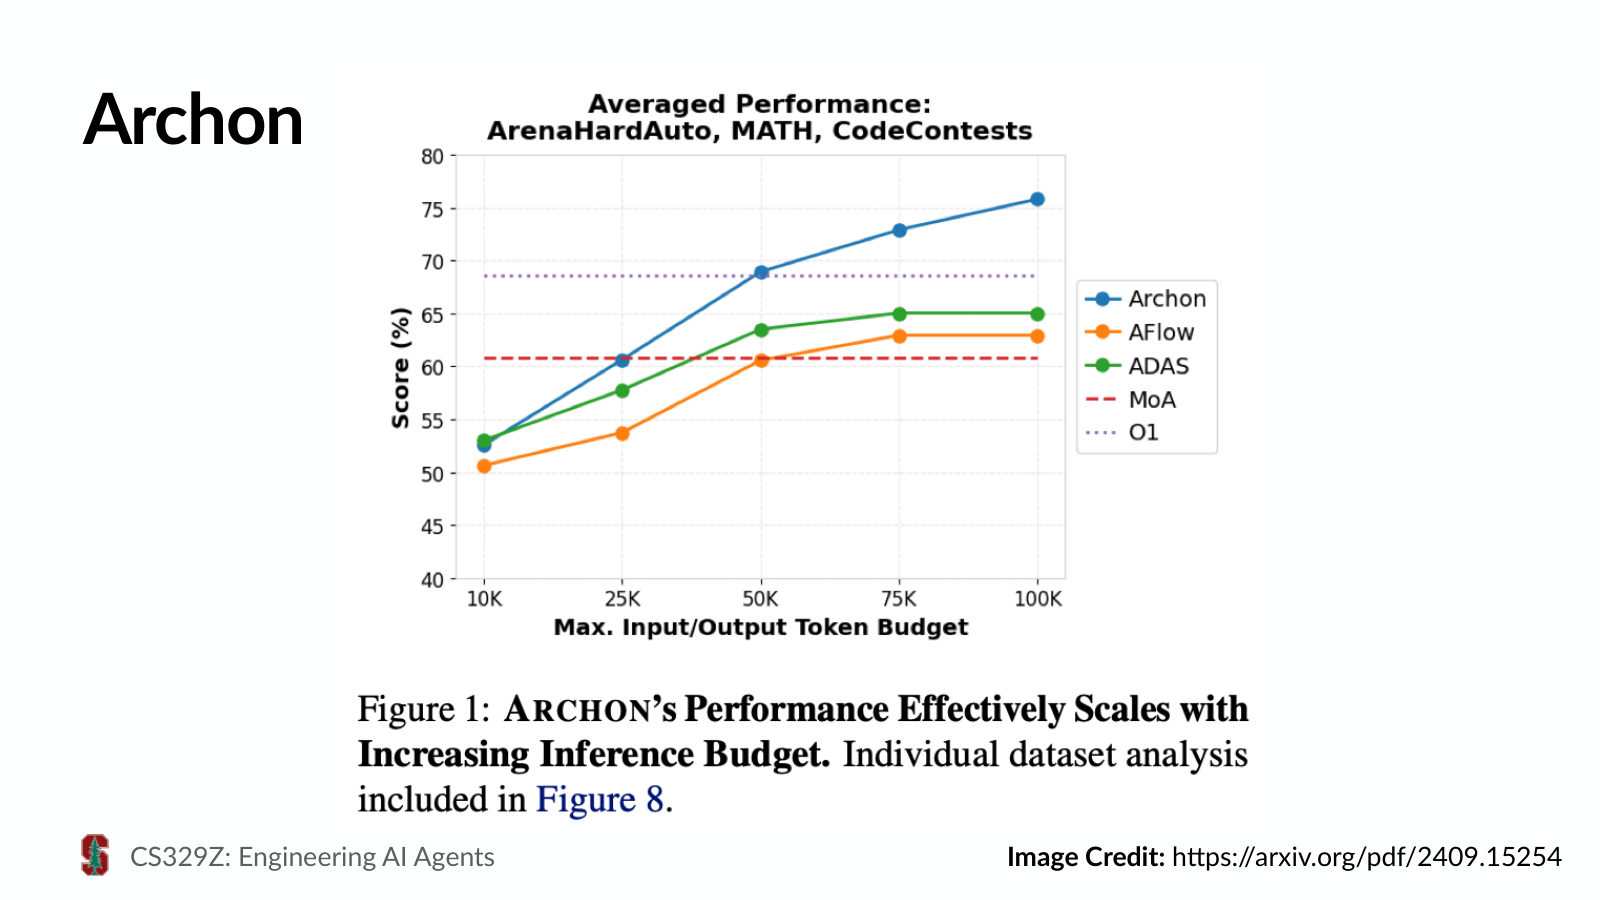 Archon
Averaged Performance:
ArenaHardAuto, MATH, CodeContests
80
75
70
65
60
55
50
45
40
Score (%)
10K 25K 50K 75K 100K
Max. Input/Output Token Budget
Archon
AFlow
ADAS
MoA
O1
Figure 1: ARCHON's Performance Effectively Scales with
Increasing Inference Budget. Individual dataset analysis
included in Figure 8.
CS329Z: Engineering AI Agents
Image Credit: https://arxiv.org/pdf/2409.15254